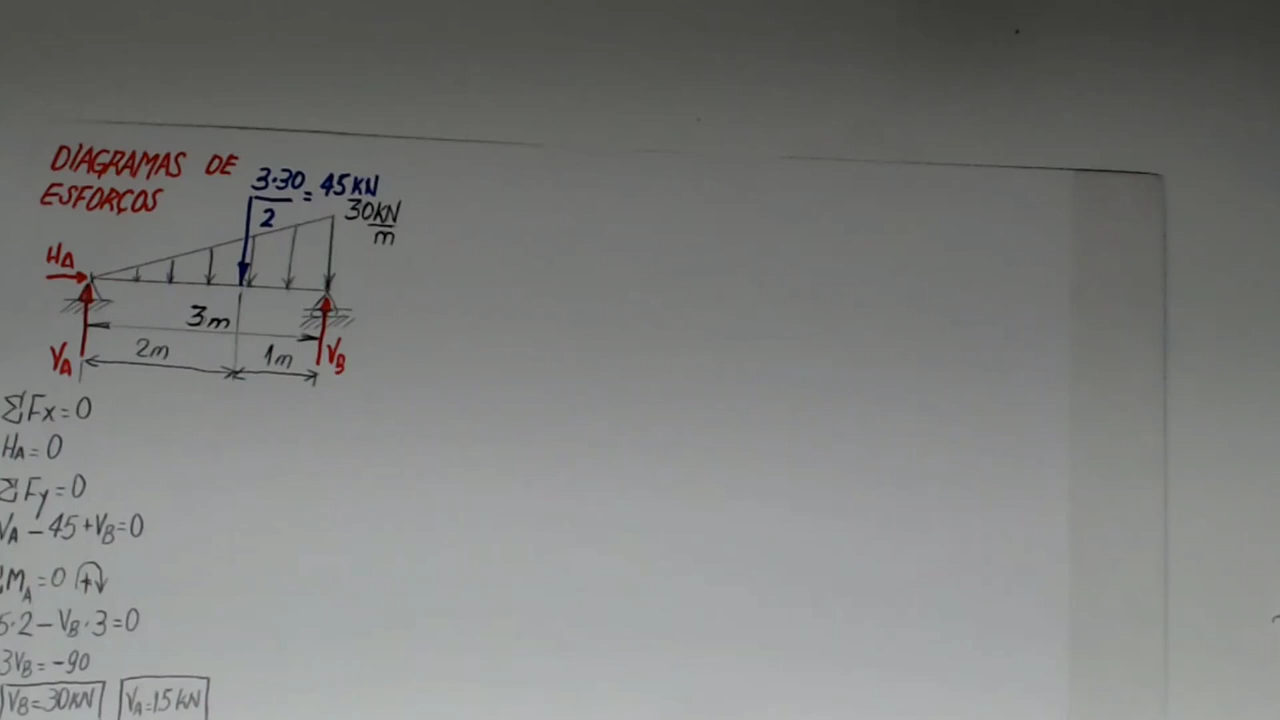 DIAGRAMAS DE
ESFORÇOS
3·30 = 45KN
2
30KN
m
HA
3m
VA
2m
1m
VB
ΣFx=0
HA=0
ΣFy=0
VA-45+VB=0
MA=0 +
5·2-VB·3=0
3VB=-90
VB=30KN VA=15KN